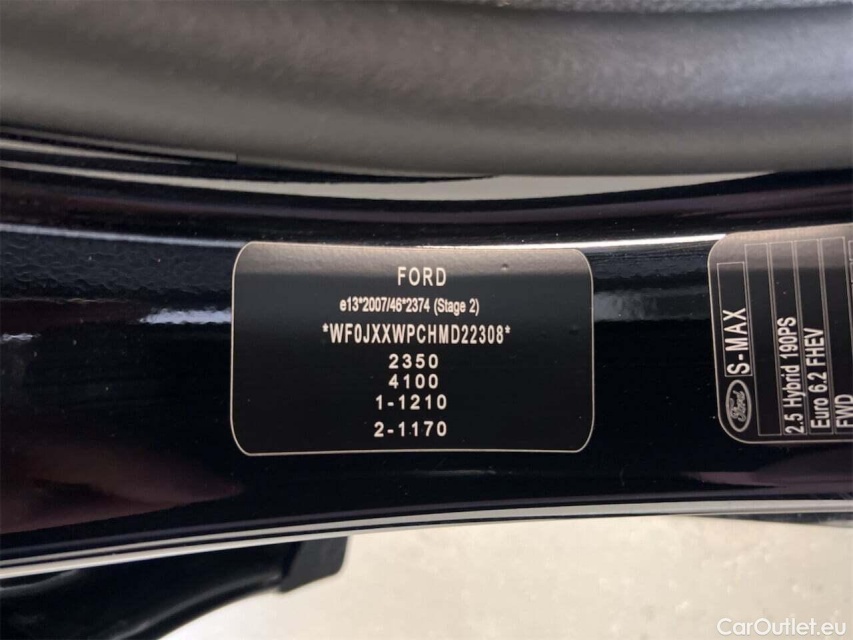 FORD
e13*2007/46*2374 (Stage 2)
*WF0JXXWPCHMD22308*
2350
4100
1-1210
2-1170
Ford
S-MAX
2.5 Hybrid 190PS
Euro 6.2 FHEV
FWD
CarOutlet.eu